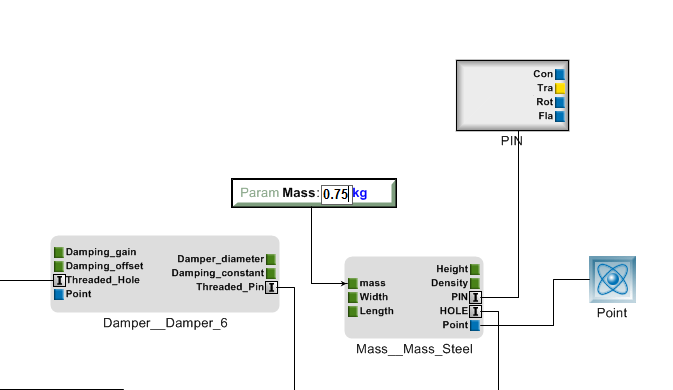 Con
Tra
Rot
Fla
PIN
Param Mass: 0.75 kg
Damping_gain
Damping_offset
Threaded_Hole
Point
Damper_diameter
Damping_constant
Threaded_Pin
Damper__Damper_6
mass
Width
Length
Height
Density
PIN
HOLE
Point
Mass__Mass_Steel
Point